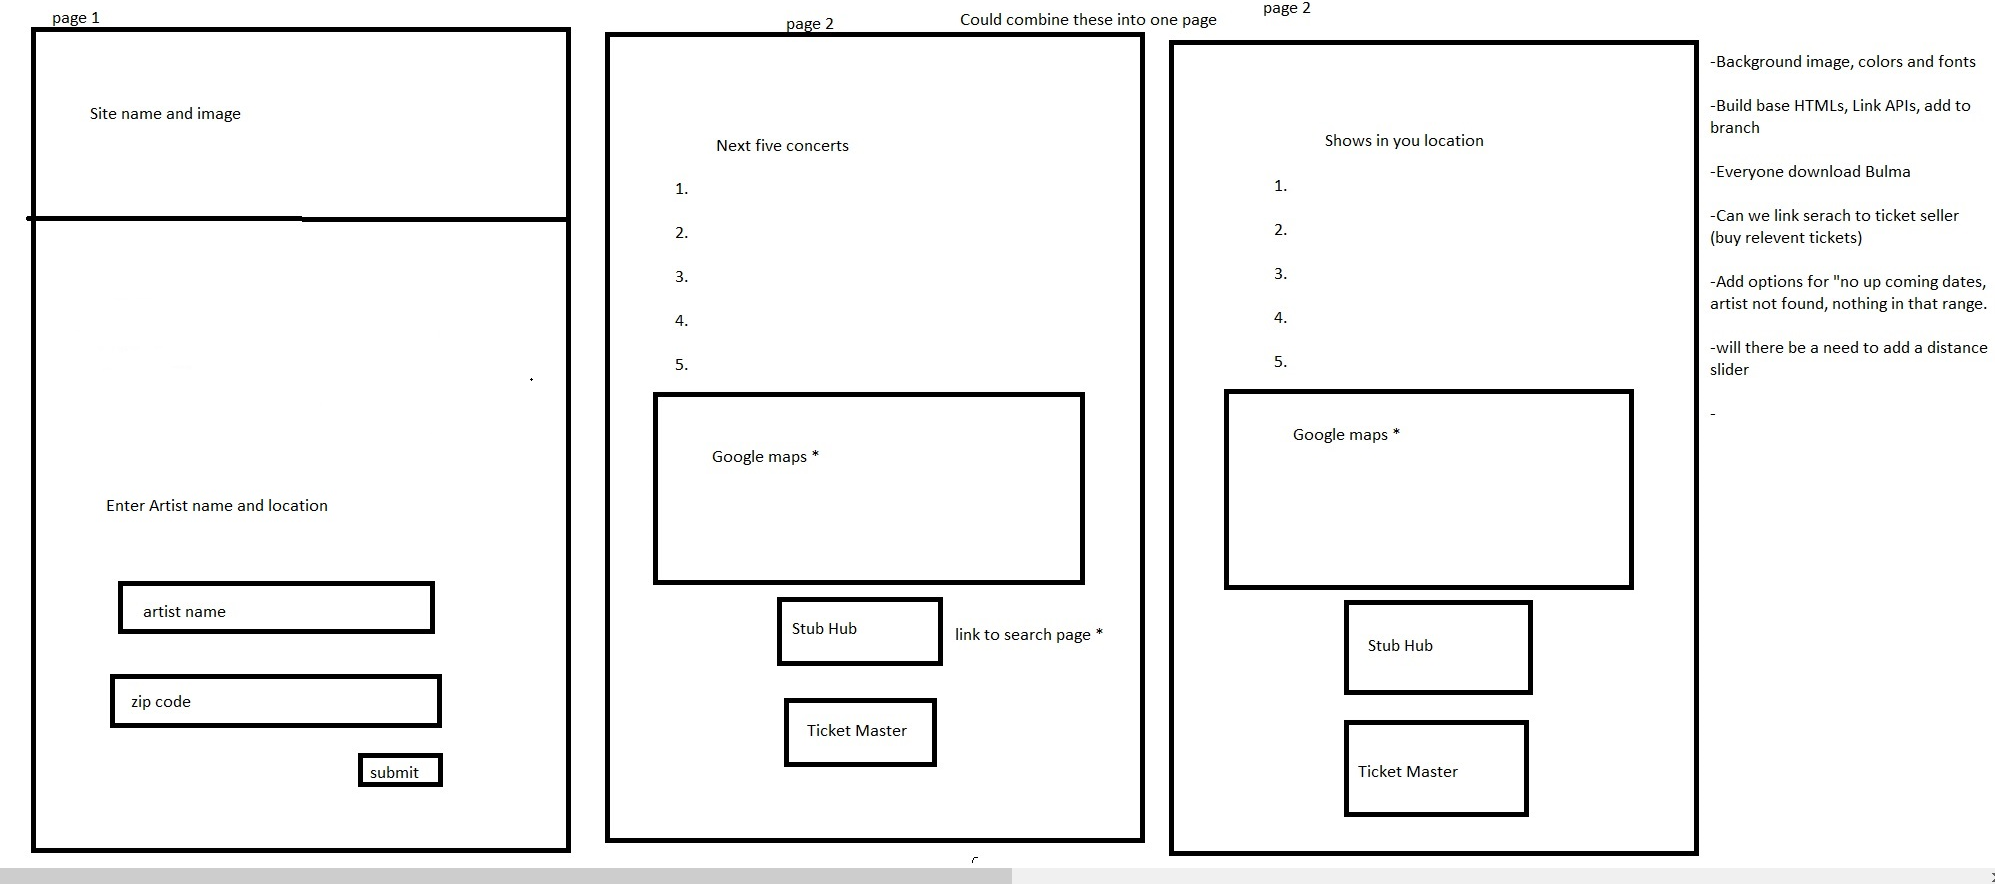 page 1
Site name and image
Enter Artist name and location
artist name
zip code
submit
page 2
Could combine these into one page
Next five concerts
1.
2.
3.
4.
5.
Google maps *
Stub Hub
link to search page *
Ticket Master
page 2
Shows in you location
1.
2.
3.
4.
5.
Google maps *
Stub Hub
Ticket Master
-Background image, colors and fonts
-Build base HTMLs, Link APIs, add to
branch
-Everyone download Bulma
-Can we link serach to ticket seller
(buy relevent tickets)
-Add options for "no up coming dates,
artist not found, nothing in that range.
-will there be a need to add a distance
slider
-